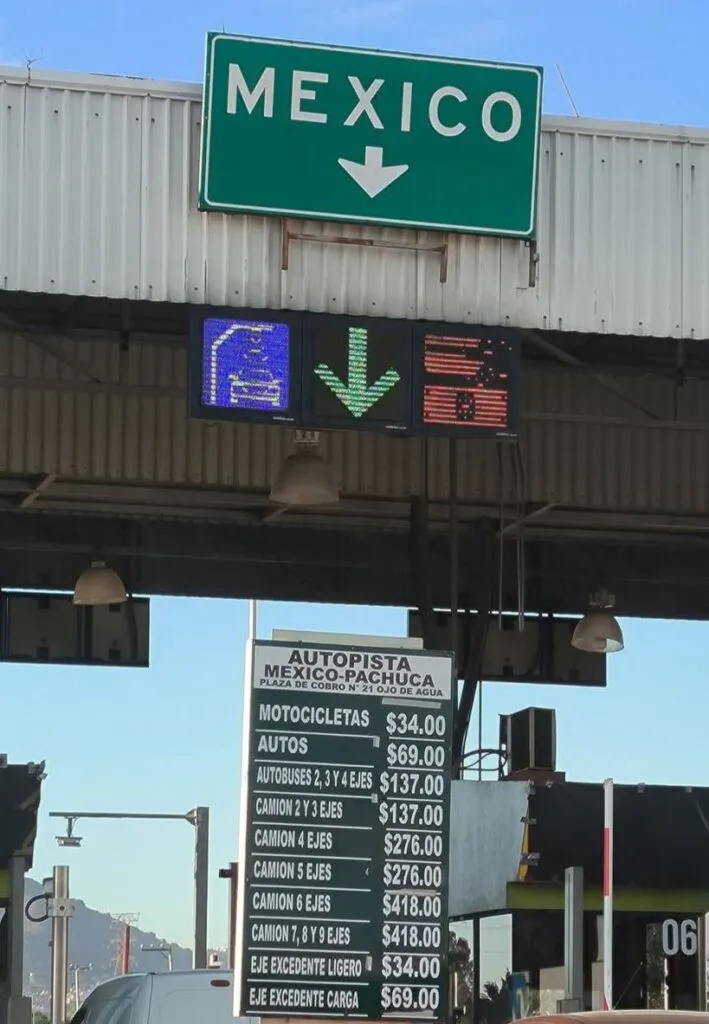 MEXICO
AUTOPISTA
MEXICO-PACHUCA
PLAZA DE COBRO N° 21 OJO DE AGUA
MOTOCICLETAS $34.00
AUTOS $69.00
AUTOBUSES 2, 3 Y 4 EJES $137.00
CAMION 2 Y 3 EJES $137.00
CAMION 4 EJES $276.00
CAMION 5 EJES $276.00
CAMION 6 EJES $418.00
CAMION 7, 8 Y 9 EJES $418.00
EJE EXCEDENTE LIGERO $34.00
EJE EXCEDENTE CARGA $69.00
06